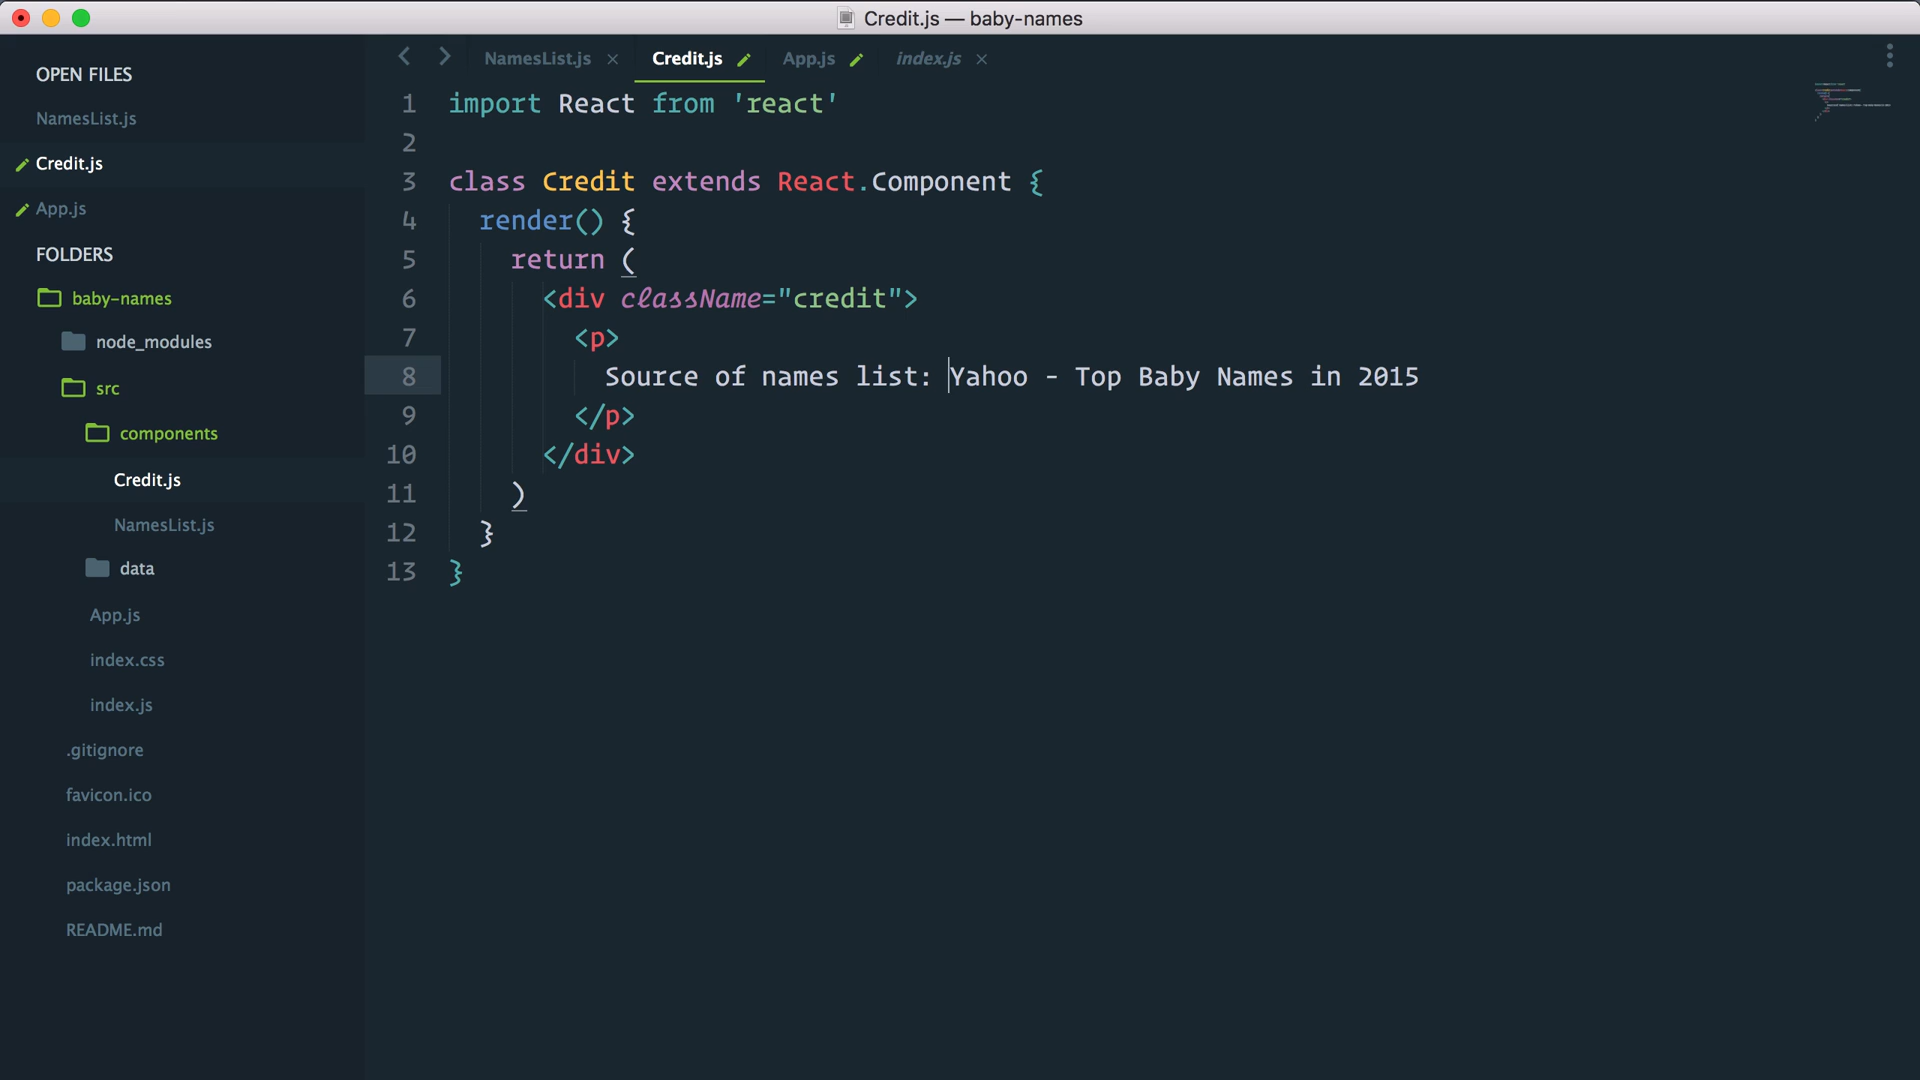 Credit.js — baby-names
OPEN FILES
NamesList.js
Credit.js
App.js
FOLDERS
baby-names
node_modules
src
components
Credit.js
NamesList.js
data
App.js
index.css
index.js
.gitignore
favicon.ico
index.html
package.json
README.md
NamesList.js × Credit.js App.js index.js ×
1 import React from 'react'
2
3 class Credit extends React.Component {
4 render() {
5 return (
6 <div className="credit">
7 <p>
8 Source of names list: Yahoo - Top Baby Names in 2015
9 </p>
10 </div>
11 )
12 }
13 }